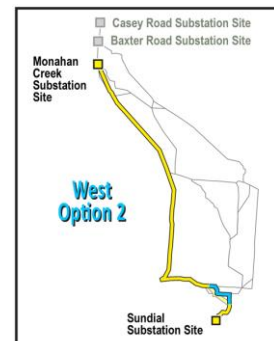 Casey Road Substation Site
Baxter Road Substation Site
Monahan
Creek
Substation
Site
West
Option 2
Sundial
Substation Site